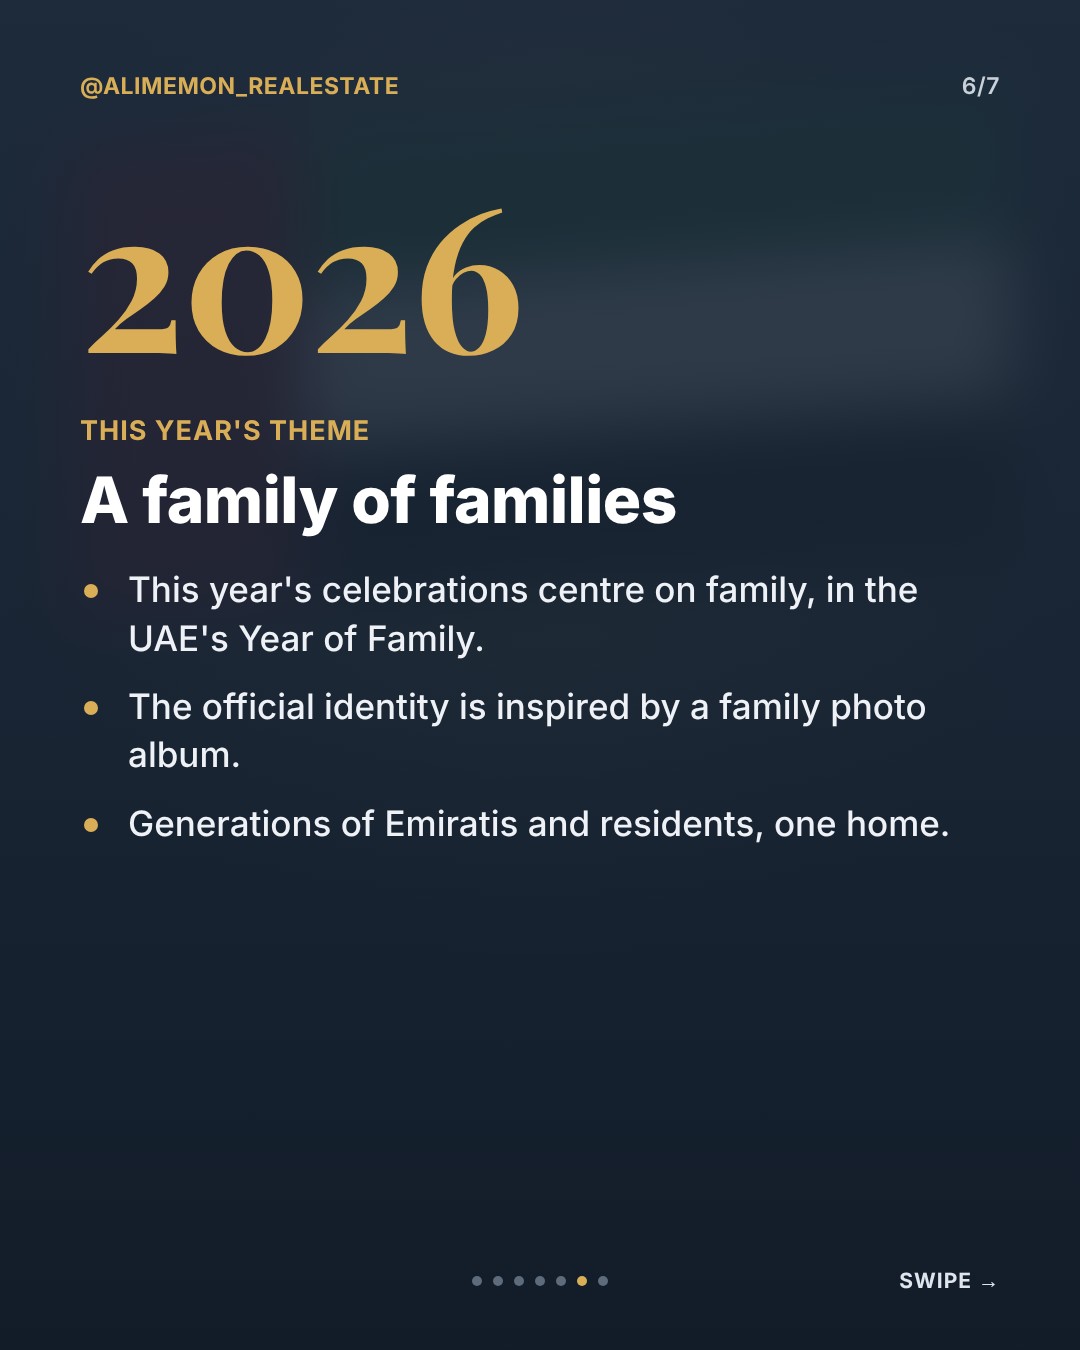 @ALIMEMON_REALESTATE
6/7
2026
THIS YEAR'S THEME
A family of families
• This year's celebrations centre on family, in the
UAE's Year of Family.
• The official identity is inspired by a family photo
album.
• Generations of Emiratis and residents, one home.
SWIPE →